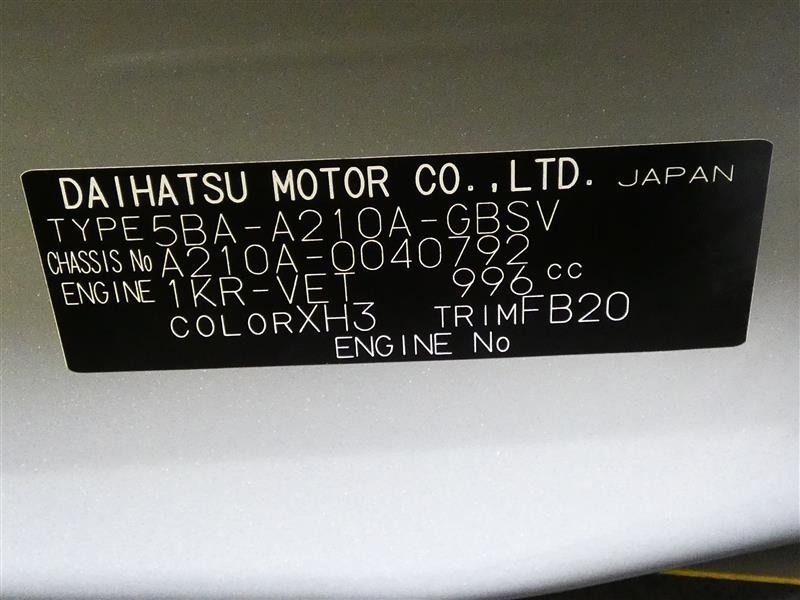 DAIHATSU MOTOR CO.,LTD. JAPAN
TYPE 5BA-A210A-GBSV
CHASSIS No A210A-0040792
ENGINE 1KR-VET 996 cc
COLOR XH3 TRIM FB20
ENGINE No